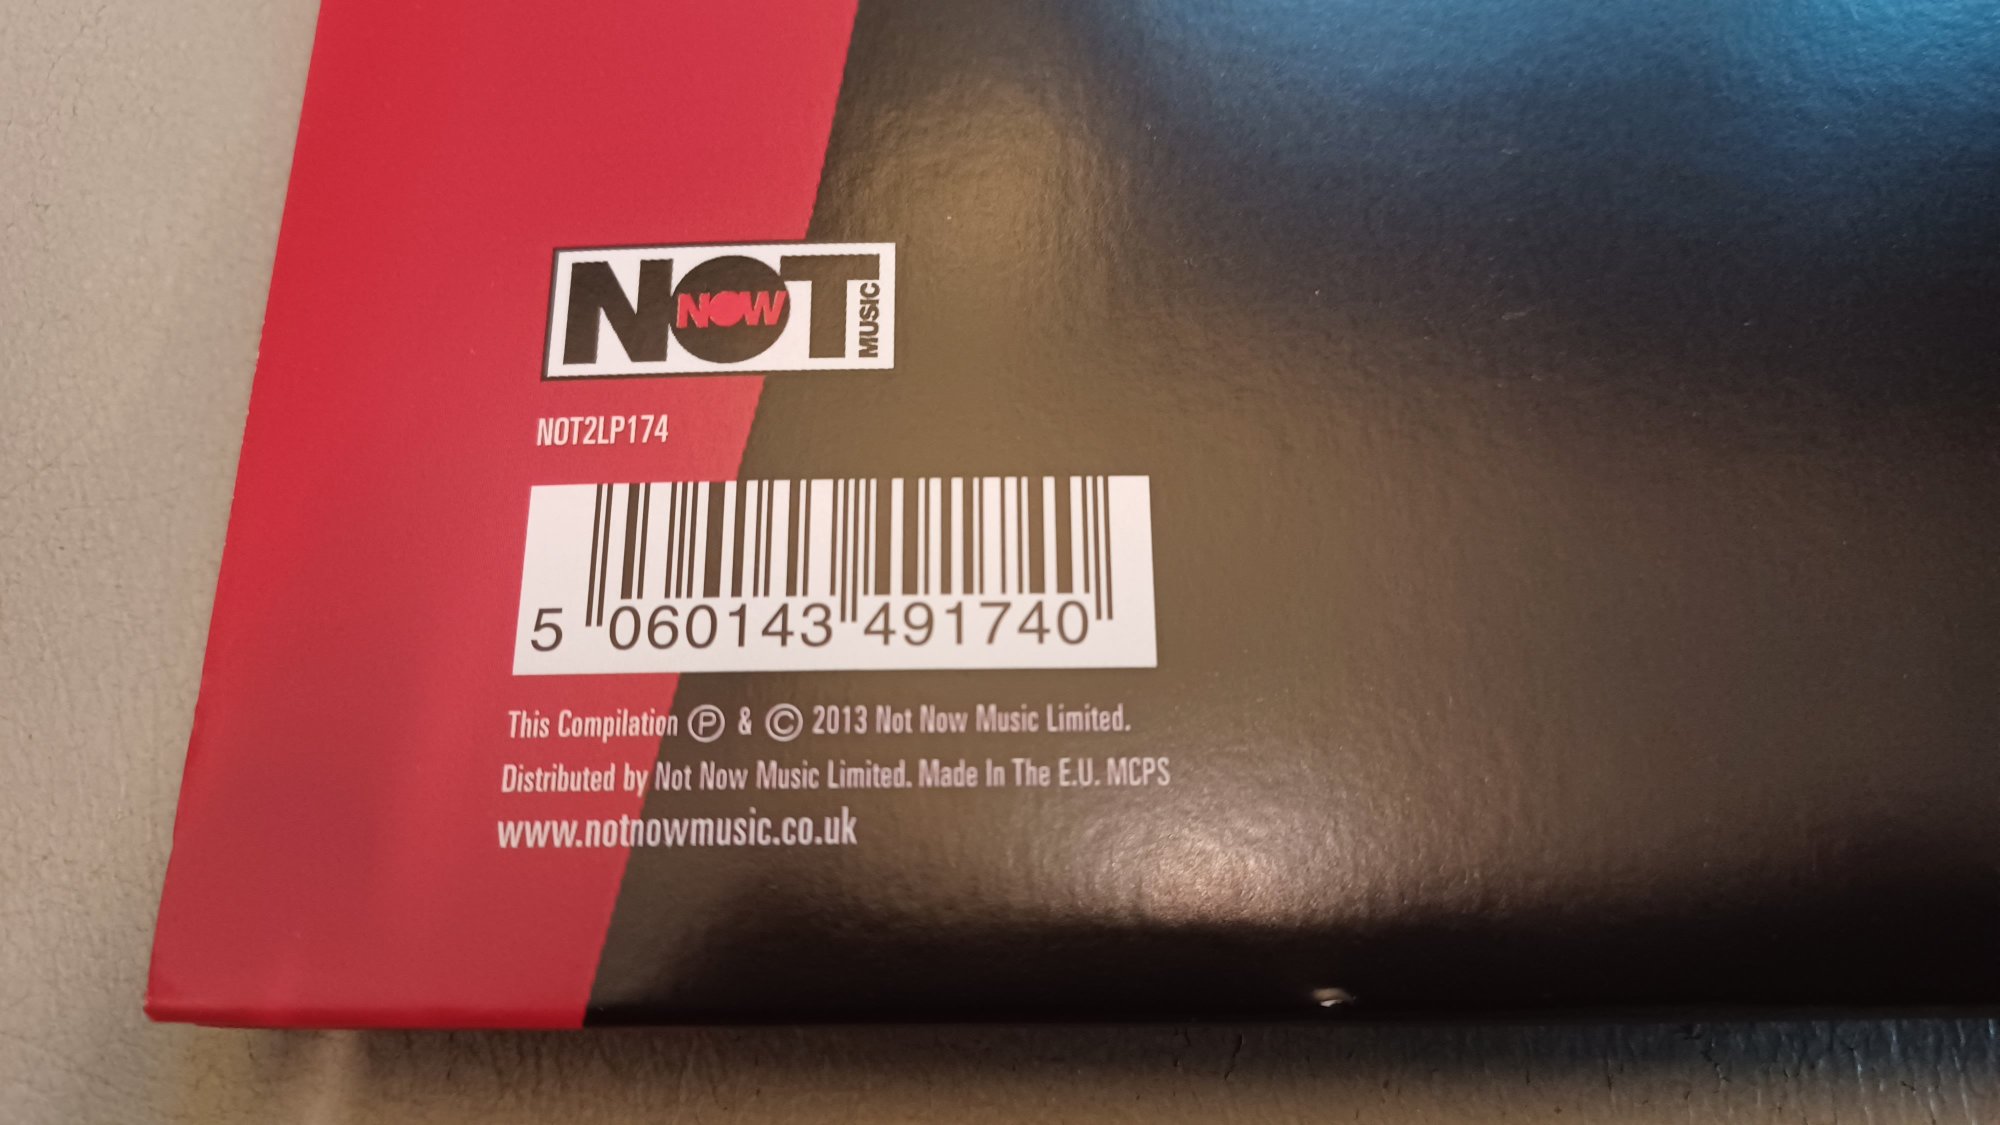 NOT
NOW
MUSIC
NOT2LP174
5 060143 491740
This Compilation Ⓟ & © 2013 Not Now Music Limited.
Distributed by Not Now Music Limited. Made In The E.U. MCPS
www.notnowmusic.co.uk